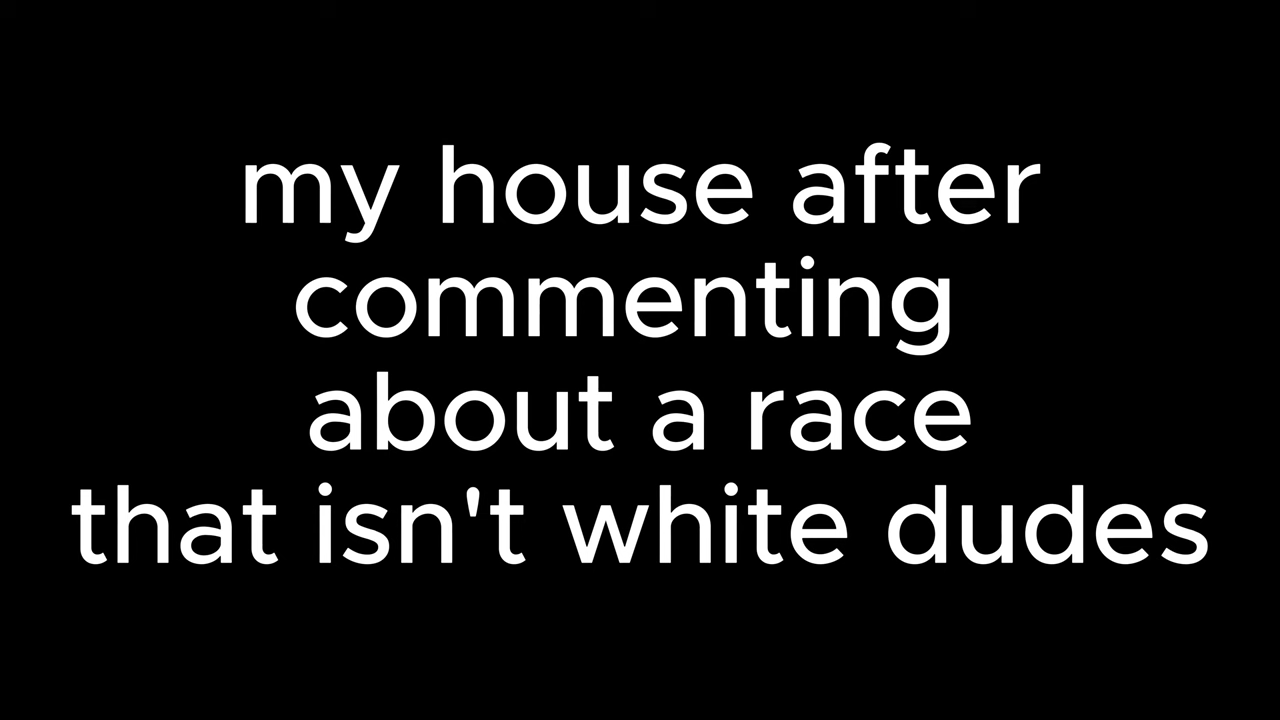 my house after
commenting
about a race
that isn't white dudes